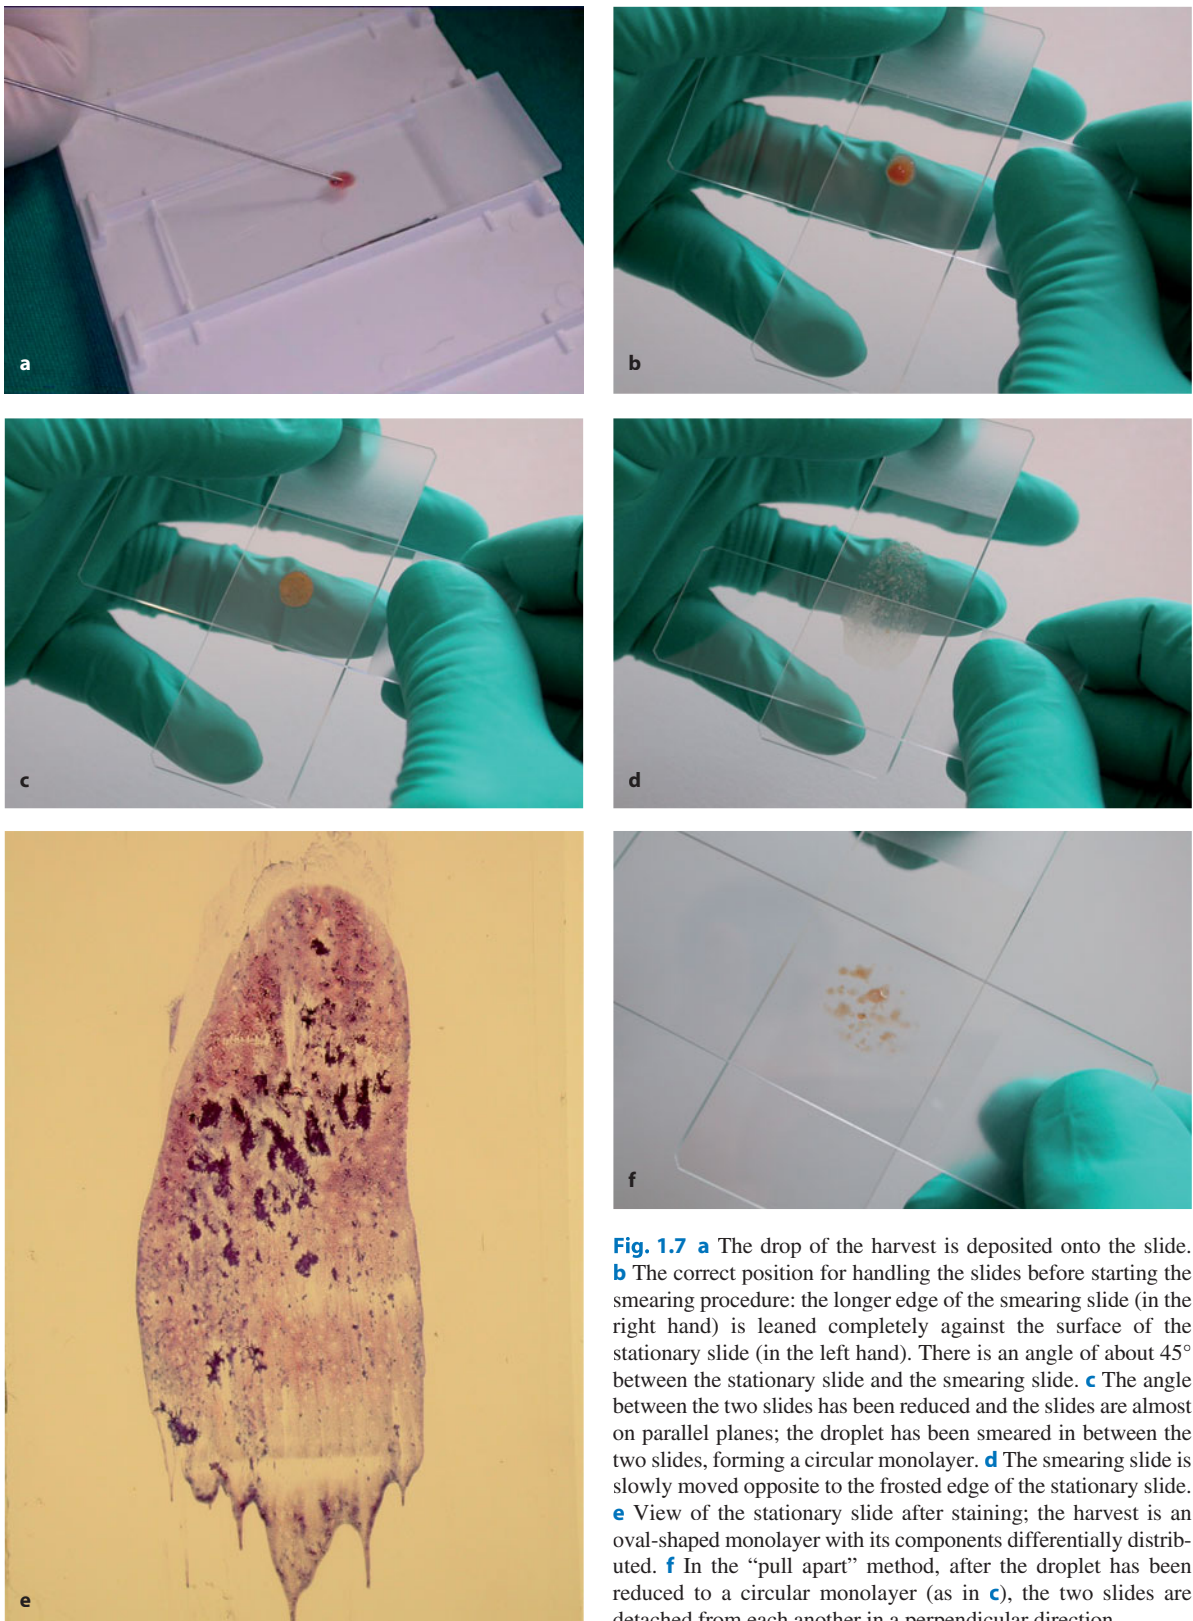 a
b
c
d
e
f
Fig. 1.7 a The drop of the harvest is deposited onto the slide.
b The correct position for handling the slides before starting the
smearing procedure: the longer edge of the smearing slide (in the
right hand) is leaned completely against the surface of the
stationary slide (in the left hand). There is an angle of about 45°
between the stationary slide and the smearing slide. c The angle
between the two slides has been reduced and the slides are almost
on parallel planes; the droplet has been smeared in between the
two slides, forming a circular monolayer. d The smearing slide is
slowly moved opposite to the frosted edge of the stationary slide.
e View of the stationary slide after staining; the harvest is an
oval-shaped monolayer with its components differentially distrib-
uted. f In the “pull apart” method, after the droplet has been
reduced to a circular monolayer (as in c), the two slides are
detached from each another in a perpendicular direction